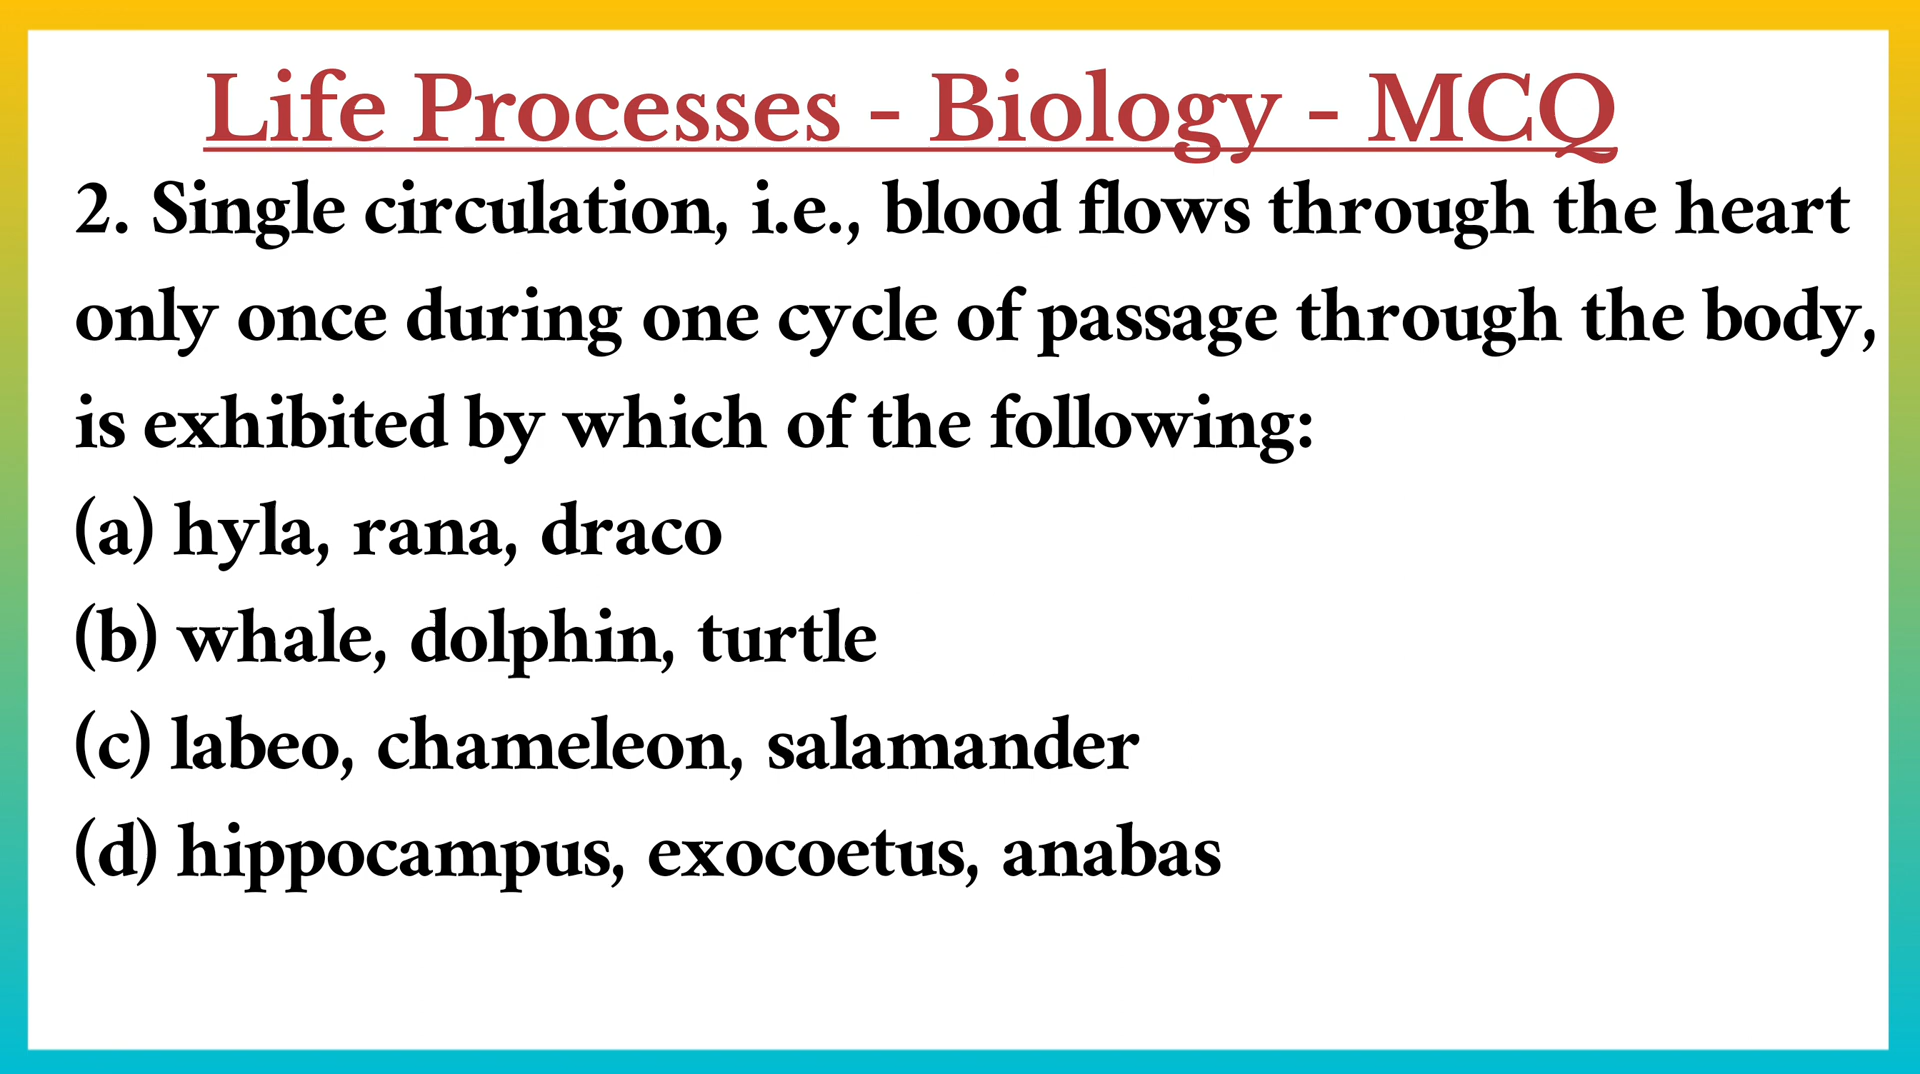 Life Processes - Biology - MCQ
2. Single circulation, i.e., blood flows through the heart
only once during one cycle of passage through the body,
is exhibited by which of the following:
(a) hyla, rana, draco
(b) whale, dolphin, turtle
(c) labeo, chameleon, salamander
(d) hippocampus, exocoetus, anabas